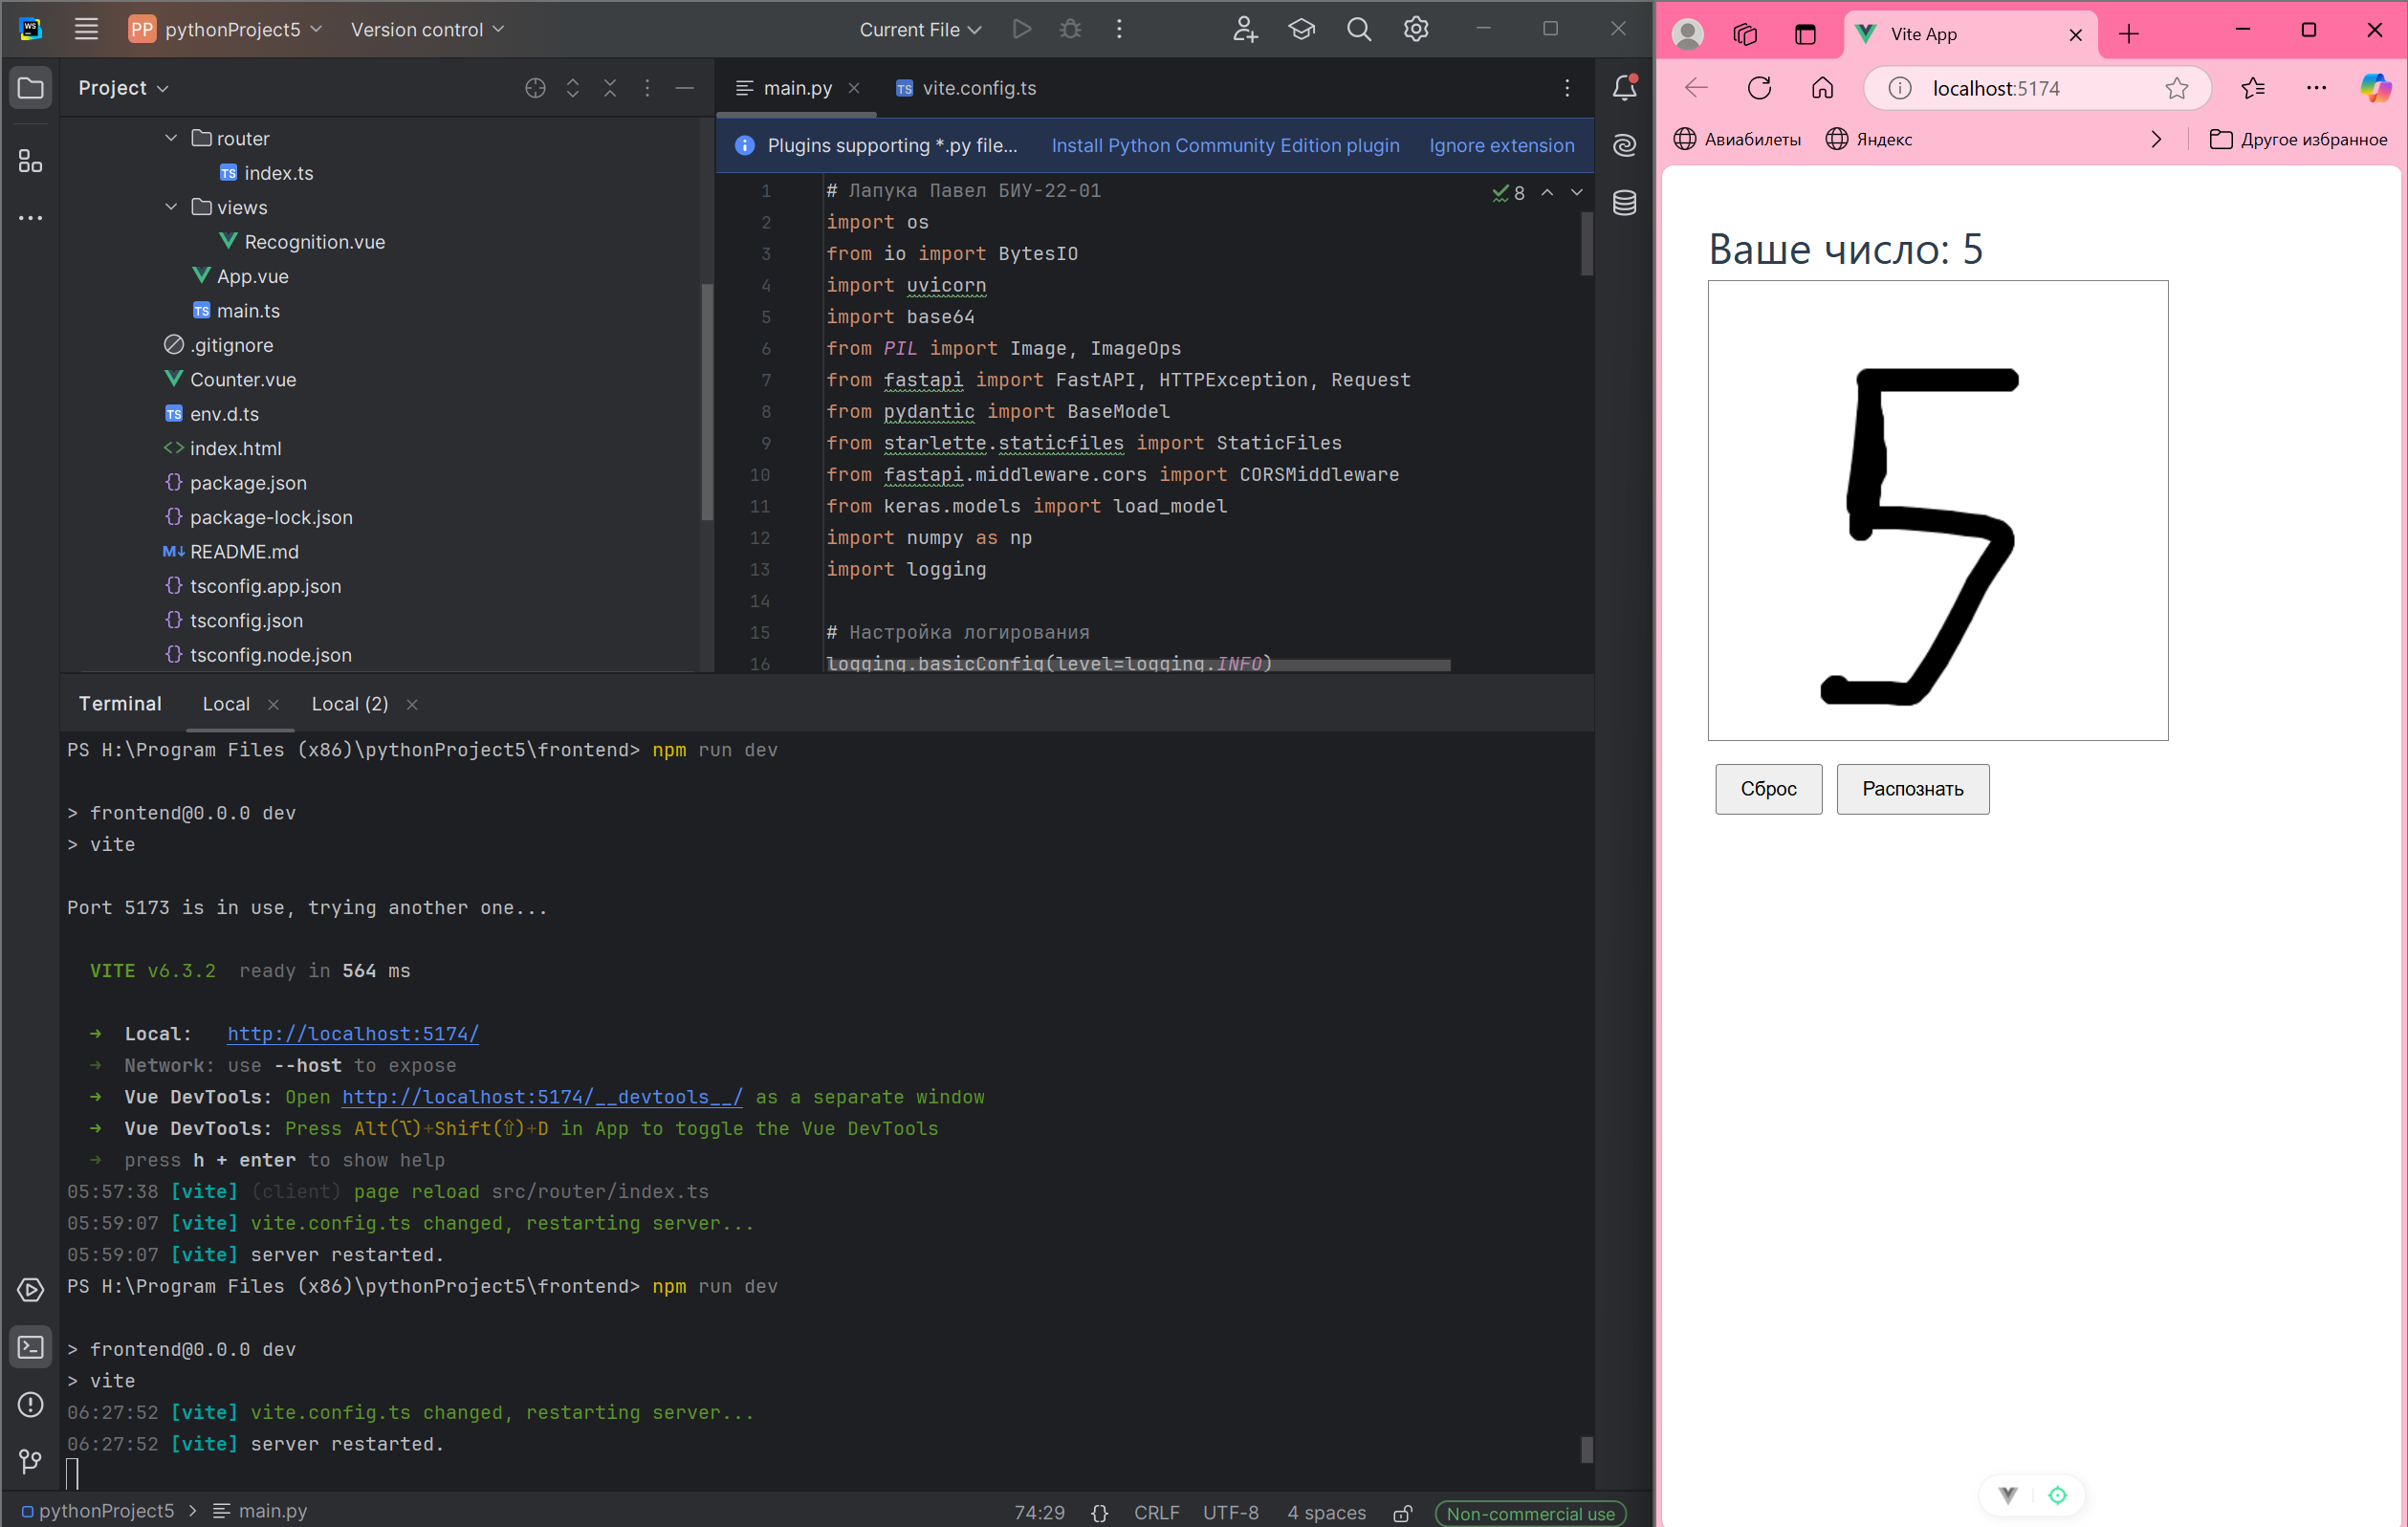 WS
PP pythonProject5 Version control Current File
Project
router
TS index.ts
views
Recognition.vue
App.vue
TS main.ts
.gitignore
Counter.vue
TS env.d.ts
<> index.html
{} package.json
{} package-lock.json
M↓ README.md
{} tsconfig.app.json
{} tsconfig.json
{} tsconfig.node.json
main.py TS vite.config.ts
Plugins supporting *.py file... Install Python Community Edition plugin Ignore extension
8
1 # Лапука Павел БИУ-22-01
2 import os
3 from io import BytesIO
4 import uvicorn
5 import base64
6 from PIL import Image, ImageOps
7 from fastapi import FastAPI, HTTPException, Request
8 from pydantic import BaseModel
9 from starlette.staticfiles import StaticFiles
10 from fastapi.middleware.cors import CORSMiddleware
11 from keras.models import load_model
12 import numpy as np
13 import logging
14
15 # Настройка логирования
16 logging.basicConfig(level=logging.INFO)
Terminal Local Local (2)
PS H:\Program Files (x86)\pythonProject5\frontend> npm run dev
> frontend@0.0.0 dev
> vite
Port 5173 is in use, trying another one...
VITE v6.3.2 ready in 564 ms
➜ Local: http://localhost:5174/
➜ Network: use --host to expose
➜ Vue DevTools: Open http://localhost:5174/__devtools__/ as a separate window
➜ Vue DevTools: Press Alt(⌥)+Shift(⇧)+D in App to toggle the Vue DevTools
➜ press h + enter to show help
05:57:38 [vite] (client) page reload src/router/index.ts
05:59:07 [vite] vite.config.ts changed, restarting server...
05:59:07 [vite] server restarted.
PS H:\Program Files (x86)\pythonProject5\frontend> npm run dev
> frontend@0.0.0 dev
> vite
06:27:52 [vite] vite.config.ts changed, restarting server...
06:27:52 [vite] server restarted.
pythonProject5 > main.py 74:29 {} CRLF UTF-8 4 spaces Non-commercial use
Vite App
localhost:5174
Авиабилеты Яндекс Другое избранное
Ваше число: 5
5
Сброс Распознать